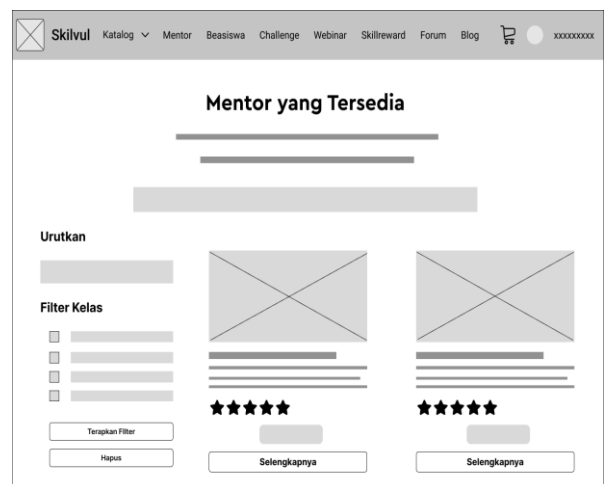 Skilvul Katalog Mentor Beasiswa Challenge Webinar Skillreward Forum Blog xxxxxxxxx
Mentor yang Tersedia
Urutkan
Filter Kelas
Terapkan Filter
Hapus
Selengkapnya
Selengkapnya